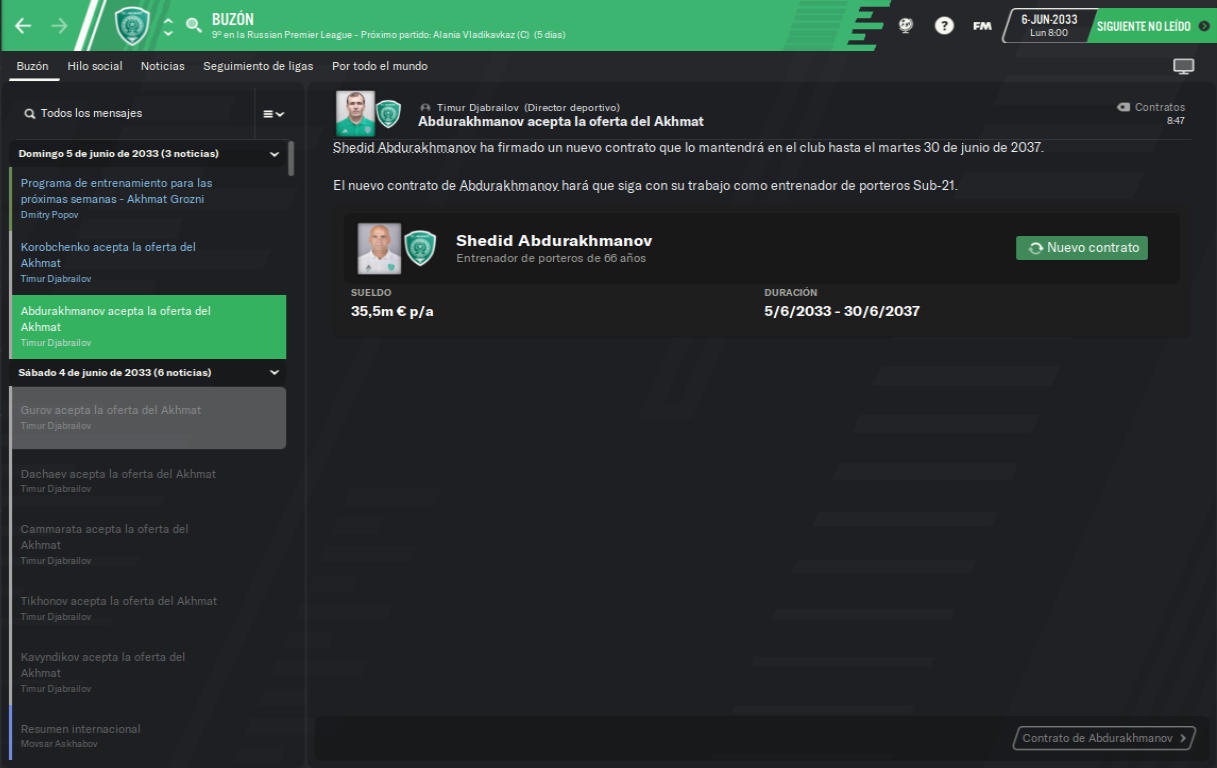 BUZÓN
9º en la Russian Premier League - Próximo partido: Alania Vladikavkaz (C) (5 días)
?
FM
6-JUN-2033
Lun 8:00
SIGUIENTE NO LEÍDO
Buzón
Hilo social
Noticias
Seguimiento de ligas
Por todo el mundo
Todos los mensajes
Domingo 5 de junio de 2033 (3 noticias)
Programa de entrenamiento para las
próximas semanas - Akhmat Grozni
Dmitry Popov
Korobchenko acepta la oferta del
Akhmat
Timur Djabrailov
Abdurakhmanov acepta la oferta del
Akhmat
Timur Djabrailov
Sábado 4 de junio de 2033 (6 noticias)
Gurov acepta la oferta del Akhmat
Timur Djabrailov
Dachaev acepta la oferta del Akhmat
Timur Djabrailov
Cammarata acepta la oferta del
Akhmat
Timur Djabrailov
Tikhonov acepta la oferta del Akhmat
Timur Djabrailov
Kavyndikov acepta la oferta del
Akhmat
Timur Djabrailov
Resumen internacional
Movsar Askhabov
Timur Djabrailov (Director deportivo)
Abdurakhmanov acepta la oferta del Akhmat
Contratos
8:47
Shedid Abdurakhmanov ha firmado un nuevo contrato que lo mantendrá en el club hasta el martes 30 de junio de 2037.
El nuevo contrato de Abdurakhmanov hará que siga con su trabajo como entrenador de porteros Sub-21.
Shedid Abdurakhmanov
Entrenador de porteros de 66 años
Nuevo contrato
SUELDO
35,5m € p/a
DURACIÓN
5/6/2033 - 30/6/2037
Contrato de Abdurakhmanov